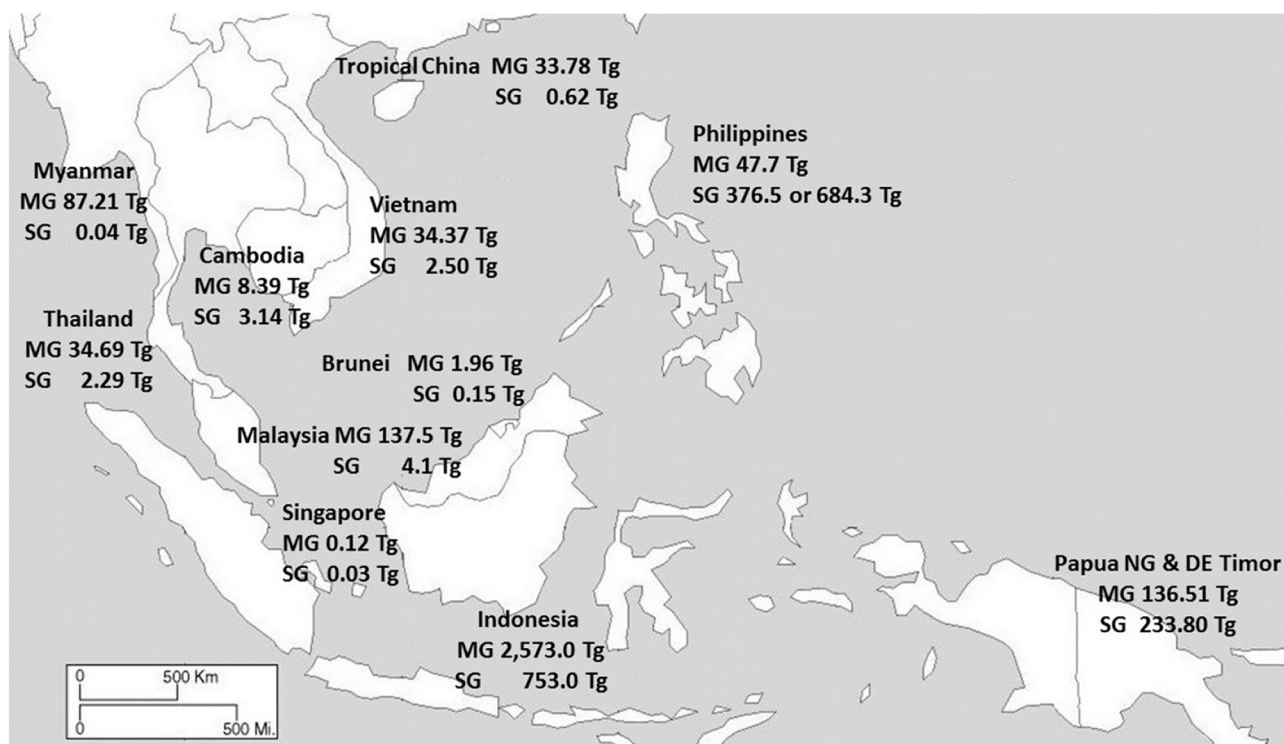 Tropical China MG 33.78 Tg
SG 0.62 Tg
Philippines
MG 47.7 Tg
SG 376.5 or 684.3 Tg
Myanmar
MG 87.21 Tg
SG 0.04 Tg
Vietnam
MG 34.37 Tg
SG 2.50 Tg
Cambodia
MG 8.39 Tg
SG 3.14 Tg
Thailand
MG 34.69 Tg
SG 2.29 Tg
Brunei MG 1.96 Tg
SG 0.15 Tg
Malaysia MG 137.5 Tg
SG 4.1 Tg
Singapore
MG 0.12 Tg
SG 0.03 Tg
Papua NG & DE Timor
MG 136.51 Tg
SG 233.80 Tg
Indonesia
MG 2,573.0 Tg
SG 753.0 Tg
0 500 Km
0 500 Mi.